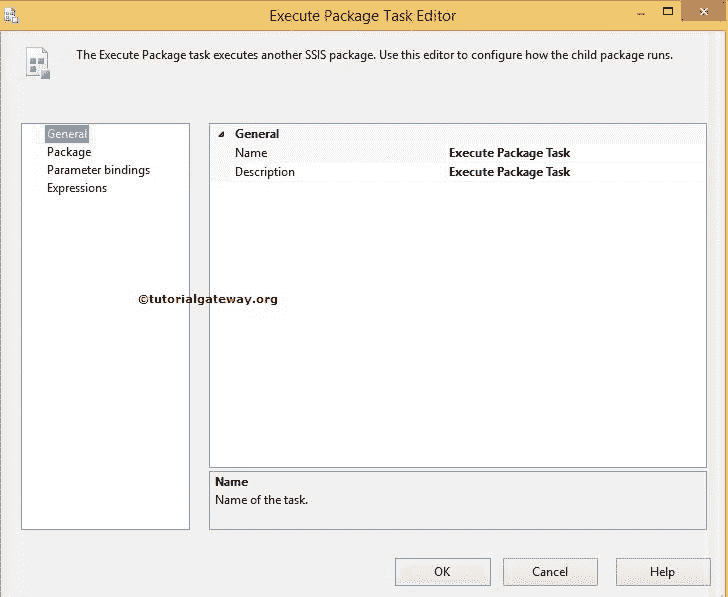 Execute Package Task Editor
The Execute Package task executes another SSIS package. Use this editor to configure how the child package runs.
General
Package
Parameter bindings
Expressions
General
Name Execute Package Task
Description Execute Package Task
©tutorialgateway.org
Name
Name of the task.
OK Cancel Help